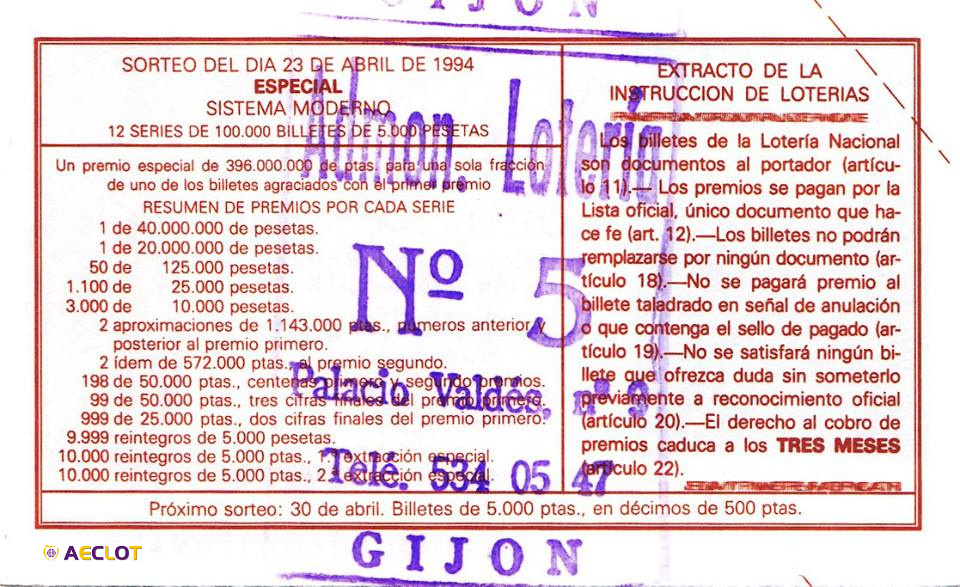 GIJON
SORTEO DEL DIA 23 DE ABRIL DE 1994
ESPECIAL
SISTEMA MODERNO
12 SERIES DE 100.000 BILLETES DE 5.000 PESETAS
Un premio especial de 396.000.000 de ptas. para una sola fracción
de uno de los billetes agraciados con el primer premio
RESUMEN DE PREMIOS POR CADA SERIE
1 de 40.000.000 de pesetas.
1 de 20.000.000 de pesetas.
50 de 125.000 pesetas.
1.100 de 25.000 pesetas.
3.000 de 10.000 pesetas.
2 aproximaciones de 1.143.000 ptas., números anterior y
posterior al premio primero.
2 ídem de 572.000 ptas., al premio segundo.
198 de 50.000 ptas., centenas primero y segundo premios.
99 de 50.000 ptas., tres cifras finales del premio primero.
999 de 25.000 ptas., dos cifras finales del premio primero.
9.999 reintegros de 5.000 pesetas.
10.000 reintegros de 5.000 ptas., 1.ª extracción especial.
10.000 reintegros de 5.000 ptas., 2.ª extracción especial.
EXTRACTO DE LA
INSTRUCCION DE LOTERIAS
Los billetes de la Lotería Nacional
son documentos al portador (artícu-
lo 11).— Los premios se pagan por la
Lista oficial, único documento que ha-
ce fe (art. 12).—Los billetes no podrán
remplazarse por ningún documento (ar-
tículo 18).—No se pagará premio al
billete taladrado en señal de anulación
o que contenga el sello de pagado (ar-
tículo 19).—No se satisfará ningún bi-
llete que ofrezca duda sin someterlo
previamente a reconocimiento oficial
(artículo 20).—El derecho al cobro de
premios caduca a los TRES MESES
(artículo 22).
Próximo sorteo: 30 de abril. Billetes de 5.000 ptas., en décimos de 500 ptas.
Admon. Lotería
Nº 5
Palacio Valdés, nº 9
Teléf. 534 05 47
GIJON
AECLOT